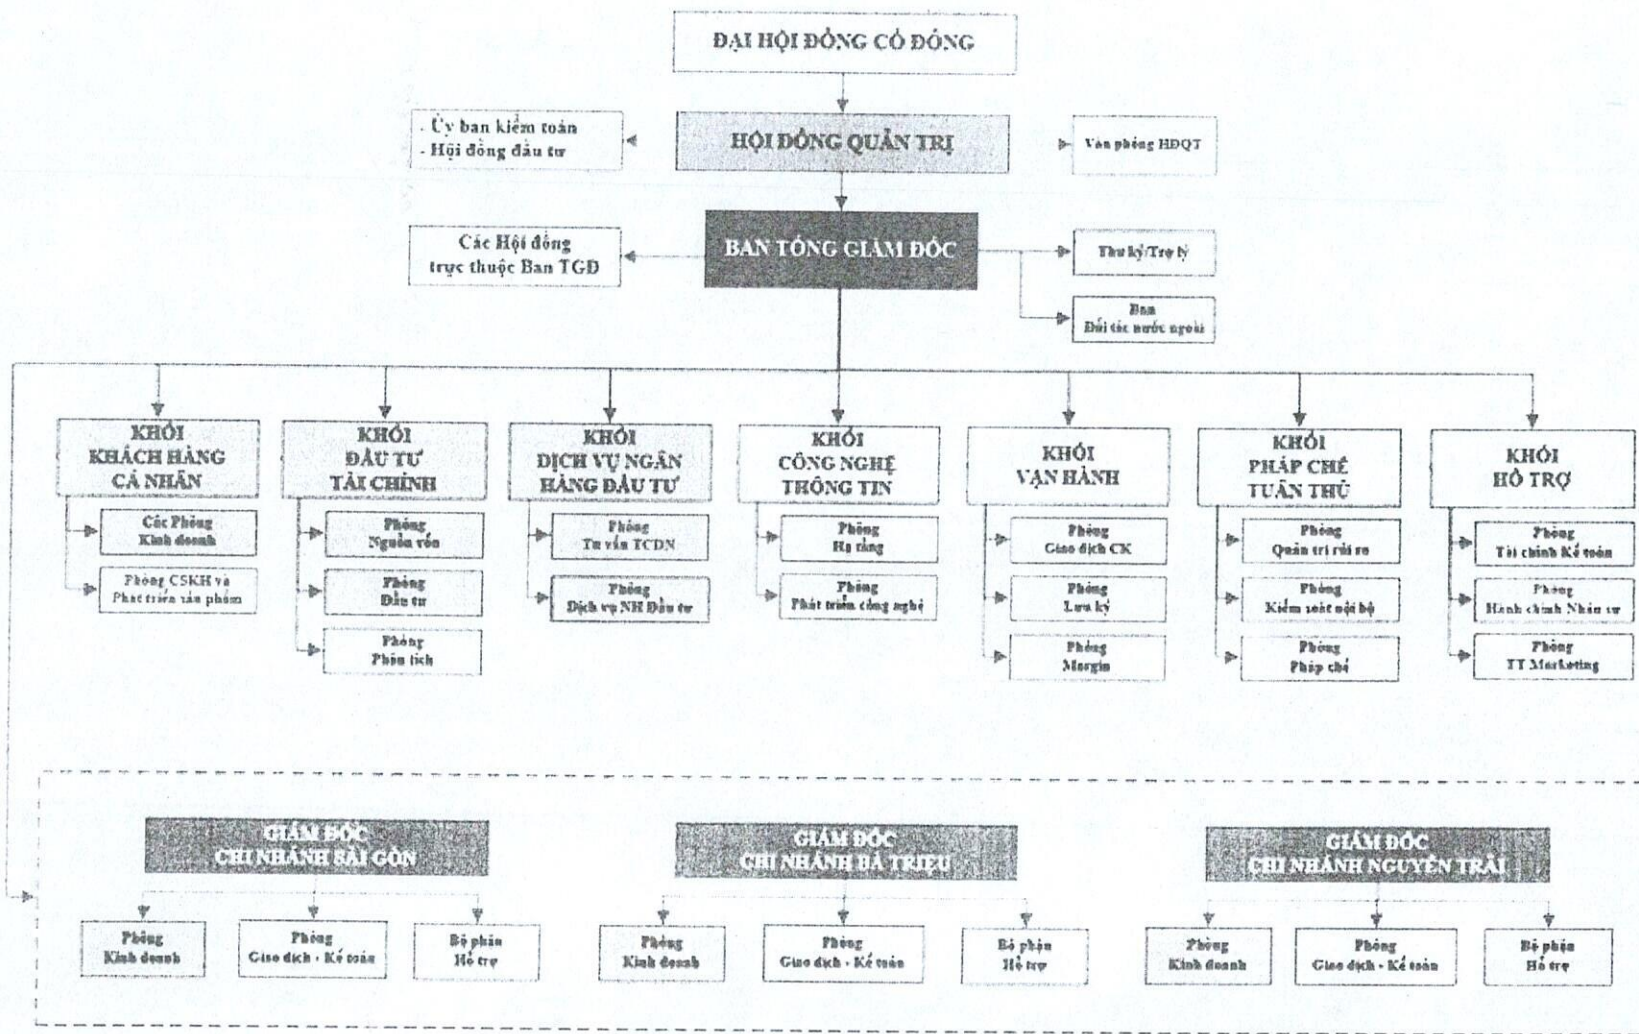 ĐẠI HỘI ĐỒNG CỔ ĐÔNG
- Ủy ban kiểm toán
- Hội đồng đầu tư
HỘI ĐỒNG QUẢN TRỊ
Văn phòng HĐQT
Các Hội đồng
trực thuộc Ban TGĐ
BAN TỔNG GIÁM ĐỐC
Thư ký/Trợ lý
Ban
Đối tác nước ngoài
KHỐI
KHÁCH HÀNG
CÁ NHÂN
Các Phòng
Kinh doanh
Phòng CSKH và
Phát triển sản phẩm
KHỐI
ĐẦU TƯ
TÀI CHÍNH
Phòng
Nguồn vốn
Phòng
Đầu tư
Phòng
Phân tích
KHỐI
DỊCH VỤ NGÂN
HÀNG ĐẦU TƯ
Phòng
Tư vấn TCDN
Phòng
Dịch vụ NH Đầu tư
KHỐI
CÔNG NGHỆ
THÔNG TIN
Phòng
Hạ tầng
Phòng
Phát triển công nghệ
KHỐI
VẬN HÀNH
Phòng
Giao dịch CK
Phòng
Lưu ký
Phòng
Margin
KHỐI
PHÁP CHẾ
TUÂN THỦ
Phòng
Quản trị rủi ro
Phòng
Kiểm soát nội bộ
Phòng
Pháp chế
KHỐI
HỖ TRỢ
Phòng
Tài chính Kế toán
Phòng
Hành chính Nhân sự
Phòng
TT Marketing
GIÁM ĐỐC
CHI NHÁNH SÀI GÒN
Phòng
Kinh doanh
Phòng
Giao dịch - Kế toán
Bộ phận
Hỗ trợ
GIÁM ĐỐC
CHI NHÁNH BÀ TRIỆU
Phòng
Kinh doanh
Phòng
Giao dịch - Kế toán
Bộ phận
Hỗ trợ
GIÁM ĐỐC
CHI NHÁNH NGUYỄN TRÃI
Phòng
Kinh doanh
Phòng
Giao dịch - Kế toán
Bộ phận
Hỗ trợ